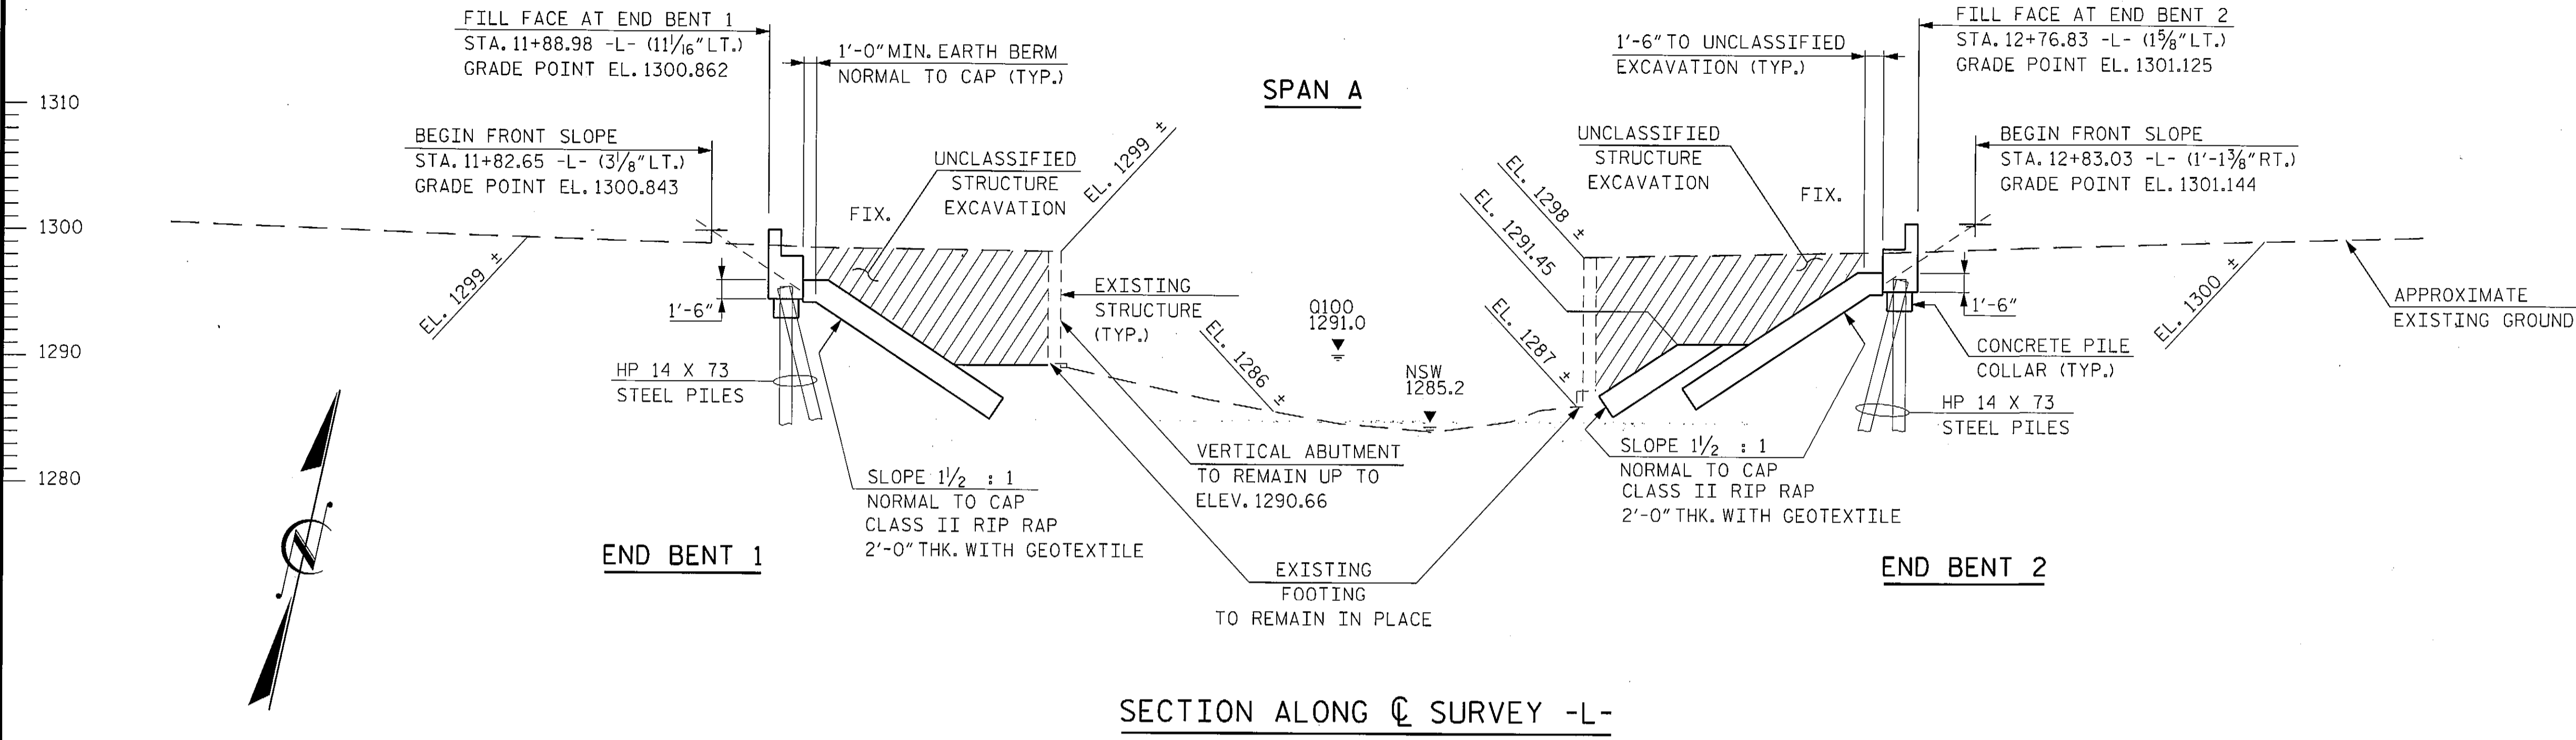 FILL FACE AT END BENT 1
STA. 11+88.98 -L- (11/16" LT.)
GRADE POINT EL. 1300.862
1'-0" MIN. EARTH BERM
NORMAL TO CAP (TYP.)
SPAN A
1'-6" TO UNCLASSIFIED
EXCAVATION (TYP.)
FILL FACE AT END BENT 2
STA. 12+76.83 -L- (1 5/8" LT.)
GRADE POINT EL. 1301.125
1310
1300
1290
1280
BEGIN FRONT SLOPE
STA. 11+82.65 -L- (3 1/8" LT.)
GRADE POINT EL. 1300.843
UNCLASSIFIED
STRUCTURE
EXCAVATION
FIX.
EL. 1299 ±
EL. 1299 ±
1'-6"
HP 14 X 73
STEEL PILES
EXISTING
STRUCTURE
(TYP.)
EL. 1286 ±
Q100
1291.0
NSW
1285.2
EL. 1298 ±
EL. 1291.45
EL. 1287 ±
UNCLASSIFIED
STRUCTURE
EXCAVATION
FIX.
BEGIN FRONT SLOPE
STA. 12+83.03 -L- (1'-1 3/8" RT.)
GRADE POINT EL. 1301.144
1'-6"
EL. 1300 ±
APPROXIMATE
EXISTING GROUND
CONCRETE PILE
COLLAR (TYP.)
HP 14 X 73
STEEL PILES
SLOPE 1 1/2 : 1
NORMAL TO CAP
CLASS II RIP RAP
2'-0" THK. WITH GEOTEXTILE
VERTICAL ABUTMENT
TO REMAIN UP TO
ELEV. 1290.66
SLOPE 1 1/2 : 1
NORMAL TO CAP
CLASS II RIP RAP
2'-0" THK. WITH GEOTEXTILE
END BENT 1
EXISTING
FOOTING
TO REMAIN IN PLACE
END BENT 2
N
SECTION ALONG ℄ SURVEY -L-